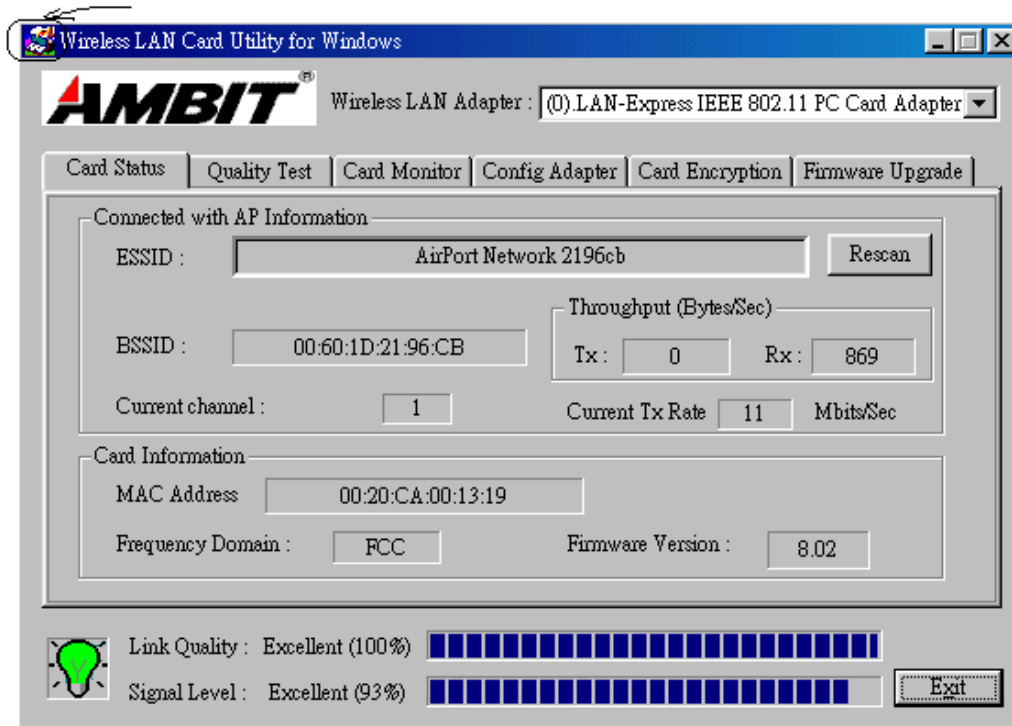 Wireless LAN Card Utility for Windows
AMBIT®
Wireless LAN Adapter : (0).LAN-Express IEEE 802.11 PC Card Adapter
Card Status Quality Test Card Monitor Config Adapter Card Encryption Firmware Upgrade
Connected with AP Information
ESSID : AirPort Network 2196cb Rescan
Throughput (Bytes/Sec)
BSSID : 00:60:1D:21:96:CB Tx : 0 Rx : 869
Current channel : 1 Current Tx Rate 11 Mbits/Sec
Card Information
MAC Address 00:20:CA:00:13:19
Frequency Domain : FCC Firmware Version : 8.02
Link Quality : Excellent (100%)
Signal Level : Excellent (93%) Exit